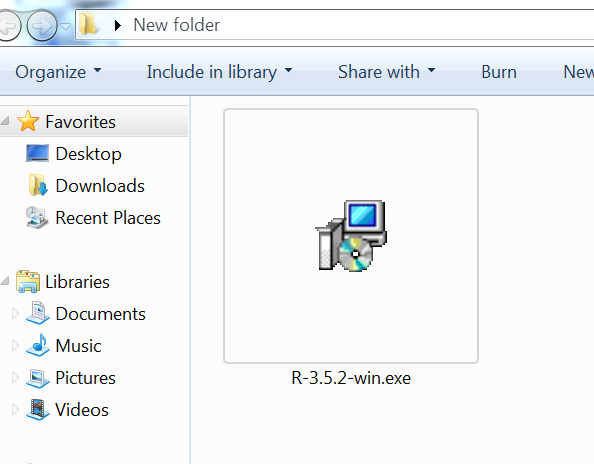 New folder
Organize Include in library Share with Burn New
Favorites
Desktop
Downloads
Recent Places
Libraries
Documents
Music
Pictures
Videos
R-3.5.2-win.exe